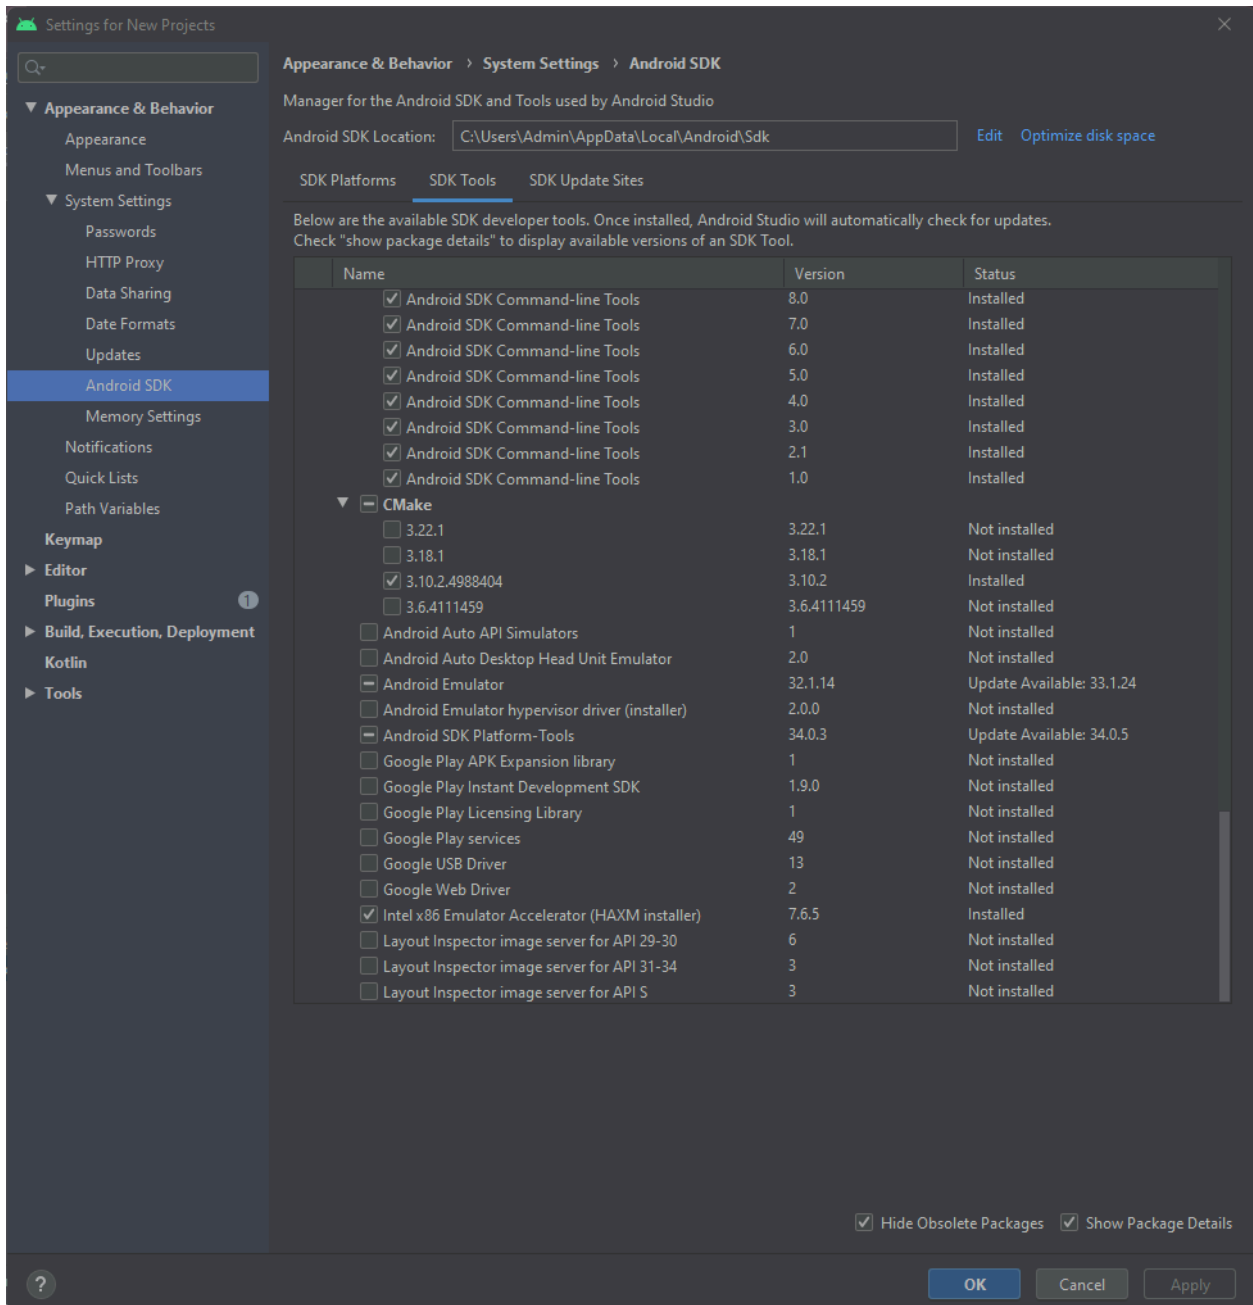 Settings for New Projects
Appearance & Behavior
Appearance
Menus and Toolbars
System Settings
Passwords
HTTP Proxy
Data Sharing
Date Formats
Updates
Android SDK
Memory Settings
Notifications
Quick Lists
Path Variables
Keymap
Editor
Plugins 1
Build, Execution, Deployment
Kotlin
Tools
Appearance & Behavior › System Settings › Android SDK
Manager for the Android SDK and Tools used by Android Studio
Android SDK Location: C:\Users\Admin\AppData\Local\Android\Sdk Edit Optimize disk space
SDK Platforms SDK Tools SDK Update Sites
Below are the available SDK developer tools. Once installed, Android Studio will automatically check for updates.
Check "show package details" to display available versions of an SDK Tool.
Name Version Status
Android SDK Command-line Tools 8.0 Installed
Android SDK Command-line Tools 7.0 Installed
Android SDK Command-line Tools 6.0 Installed
Android SDK Command-line Tools 5.0 Installed
Android SDK Command-line Tools 4.0 Installed
Android SDK Command-line Tools 3.0 Installed
Android SDK Command-line Tools 2.1 Installed
Android SDK Command-line Tools 1.0 Installed
CMake
3.22.1 3.22.1 Not installed
3.18.1 3.18.1 Not installed
3.10.2.4988404 3.10.2 Installed
3.6.4111459 3.6.4111459 Not installed
Android Auto API Simulators 1 Not installed
Android Auto Desktop Head Unit Emulator 2.0 Not installed
Android Emulator 32.1.14 Update Available: 33.1.24
Android Emulator hypervisor driver (installer) 2.0.0 Not installed
Android SDK Platform-Tools 34.0.3 Update Available: 34.0.5
Google Play APK Expansion library 1 Not installed
Google Play Instant Development SDK 1.9.0 Not installed
Google Play Licensing Library 1 Not installed
Google Play services 49 Not installed
Google USB Driver 13 Not installed
Google Web Driver 2 Not installed
Intel x86 Emulator Accelerator (HAXM installer) 7.6.5 Installed
Layout Inspector image server for API 29-30 6 Not installed
Layout Inspector image server for API 31-34 3 Not installed
Layout Inspector image server for API S 3 Not installed
Hide Obsolete Packages Show Package Details
? OK Cancel Apply